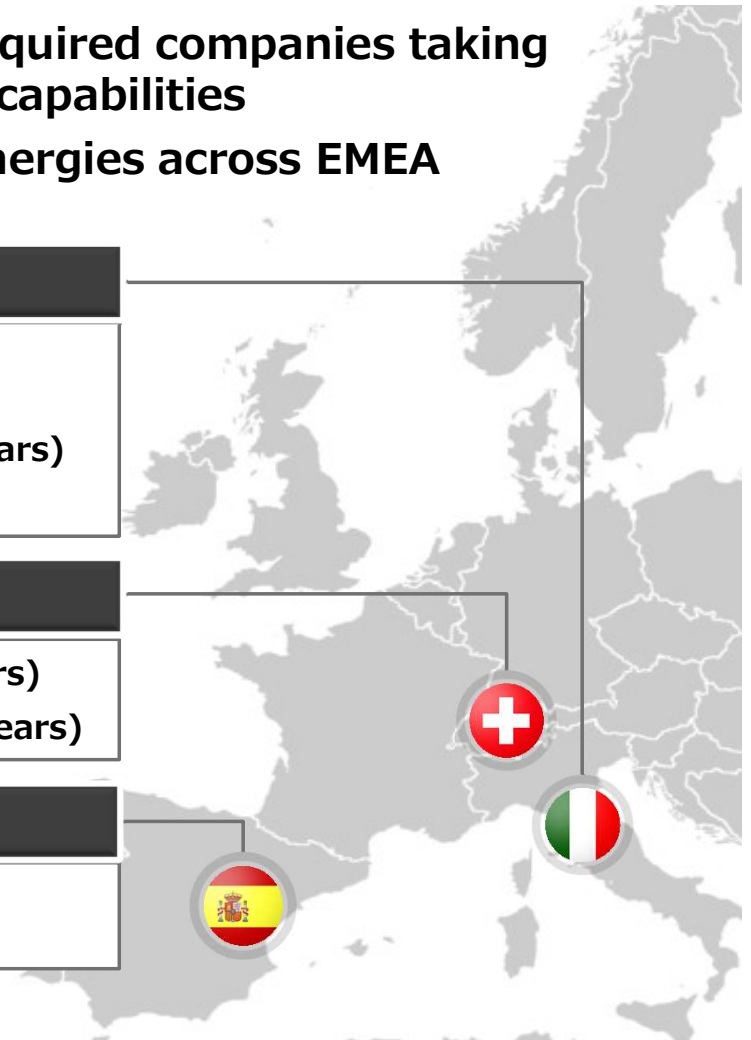 quired companies taking
capabilities
nergies across EMEA
ars)
rs)
ears)